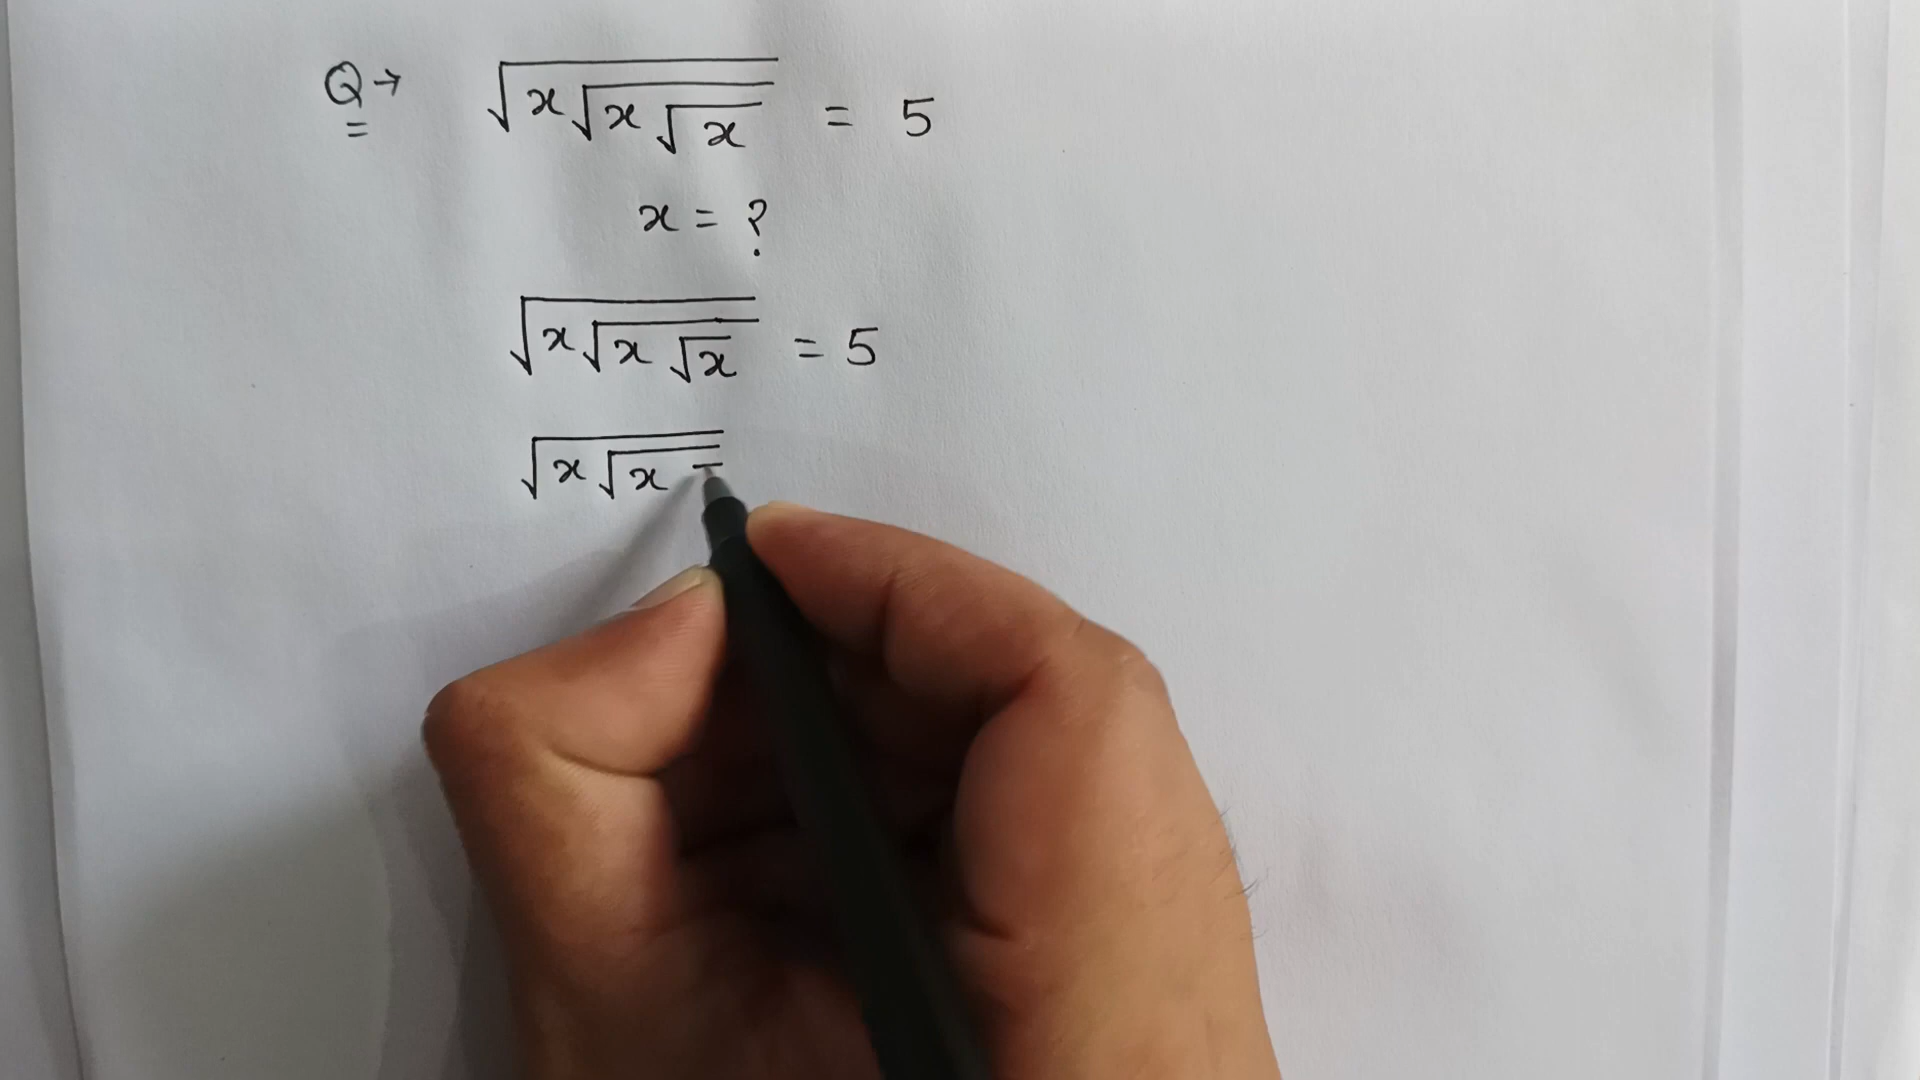 Q → √x√x√x = 5
x = ?
√x√x√x = 5
√x√x